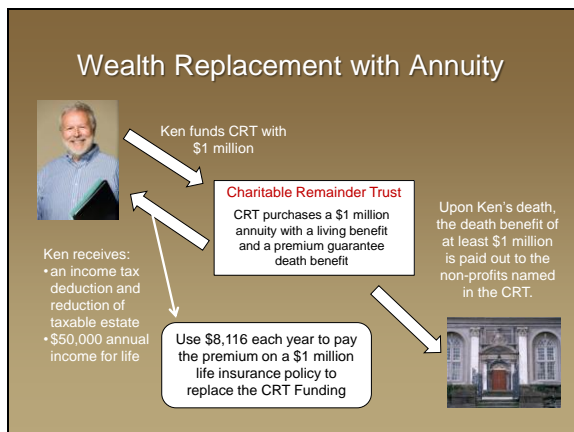 Wealth Replacement with Annuity
Ken funds CRT with
$1 million
Charitable Remainder Trust
CRT purchases a $1 million
annuity with a living benefit
and a premium guarantee
death benefit
Upon Ken's death,
the death benefit of
at least $1 million
is paid out to the
non-profits named
in the CRT.
Ken receives:
•an income tax
deduction and
reduction of
taxable estate
•$50,000 annual
income for life
Use $8,116 each year to pay
the premium on a $1 million
life insurance policy to
replace the CRT Funding